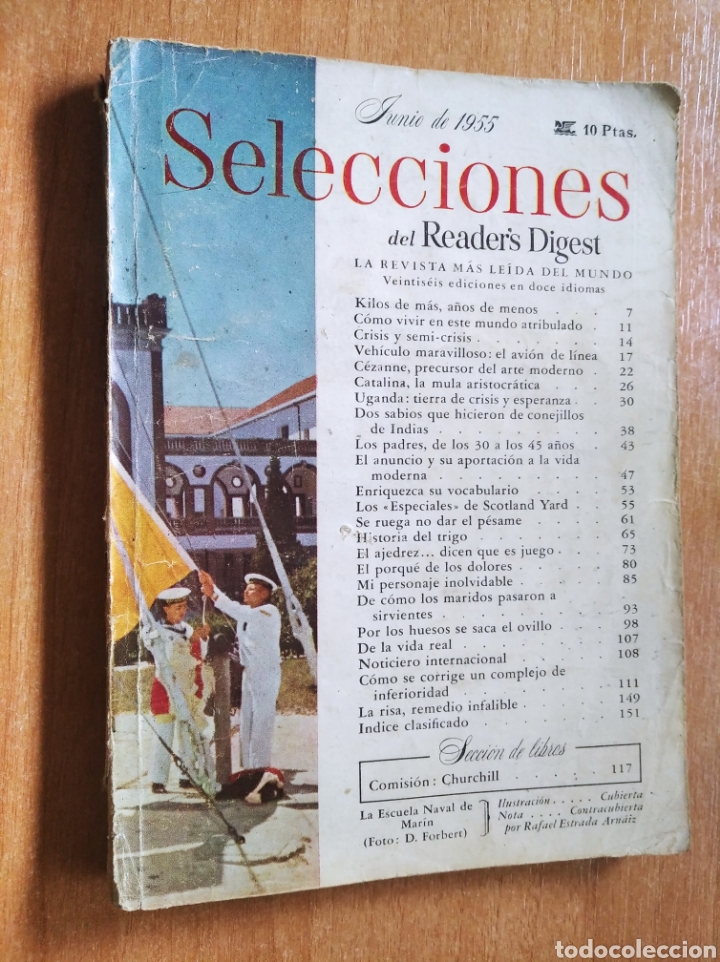 Junio de 1955
10 Ptas.
Selecciones
del Reader's Digest
LA REVISTA MÁS LEÍDA DEL MUNDO
Veintiséis ediciones en doce idiomas
Kilos de más, años de menos . . . 7
Cómo vivir en este mundo atribulado . 11
Crisis y semi-crisis . . . . . . 14
Vehículo maravilloso: el avión de línea 17
Cézanne, precursor del arte moderno . 22
Catalina, la mula aristocrática . . . 26
Uganda: tierra de crisis y esperanza . . 30
Dos sabios que hicieron de conejillos
de Indias . . . . . . . . 38
Los padres, de los 30 a los 45 años . . 43
El anuncio y su aportación a la vida
moderna . . . . . . . . 47
Enriquezca su vocabulario . . . . 53
Los «Especiales» de Scotland Yard . . 55
Se ruega no dar el pésame . . . . 61
Historia del trigo . . . . . . 65
El ajedrez... dicen que es juego . . . 73
El porqué de los dolores . . . . . 80
Mi personaje inolvidable . . . . . 85
De cómo los maridos pasaron a
sirvientes . . . . . . . . 93
Por los huesos se saca el ovillo . . . 98
De la vida real . . . . . . . 107
Noticiero internacional . . . . . 108
Cómo se corrige un complejo de
inferioridad . . . . . . . 111
La risa, remedio infalible . . . . . 149
Indice clasificado . . . . . . 151
Sección de libros
Comisión: Churchill . . . . . 117
La Escuela Naval de
Marín
(Foto: D. Forbert)
Ilustración . . . . . Cubierta
Nota . . . . Contracubierta
por Rafael Estrada Arnáiz
todocoleccion